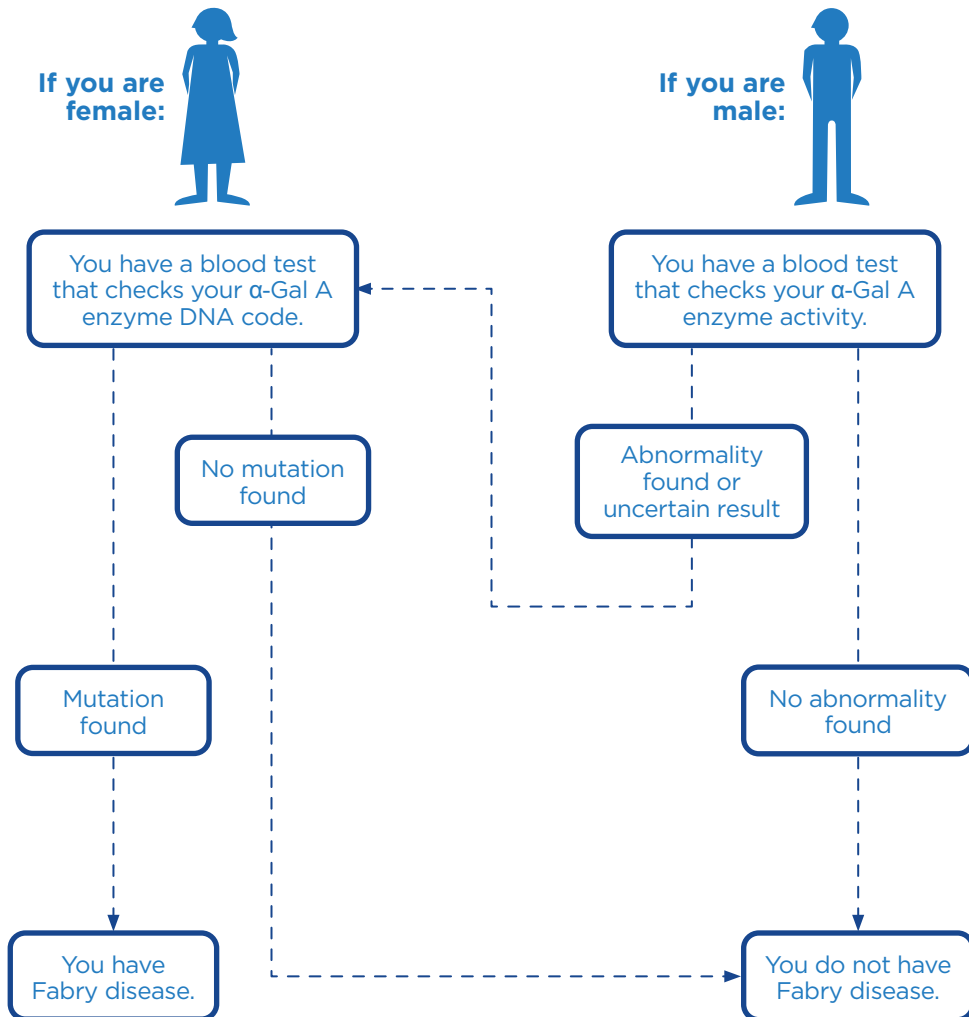 If you are
female:
If you are
male:
You have a blood test
that checks your α-Gal A
enzyme DNA code.
You have a blood test
that checks your α-Gal A
enzyme activity.
No mutation
found
Abnormality
found or
uncertain result
Mutation
found
No abnormality
found
You have
Fabry disease.
You do not have
Fabry disease.